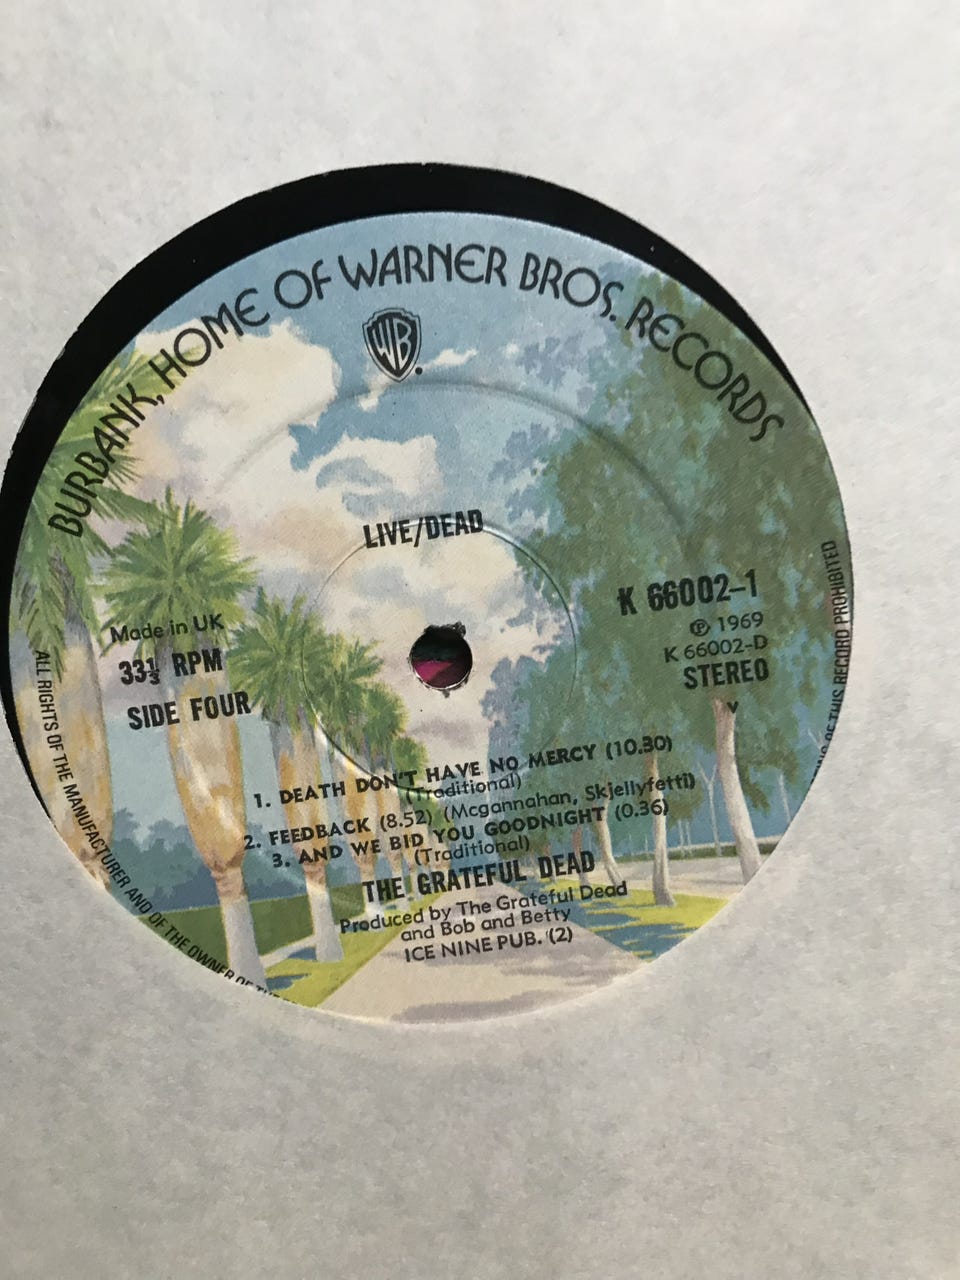 BURBANK, HOME OF WARNER BROS. RECORDS
WB
LIVE/DEAD
Made in UK
33⅓ RPM
SIDE FOUR
K 66002-1
Ⓟ 1969
K 66002-D
STEREO
1. DEATH DON'T HAVE NO MERCY (10.30)
(Traditional)
2. FEEDBACK (8.52) (Mcgannahan, Skjellyfetti)
3. AND WE BID YOU GOODNIGHT (0.36)
(Traditional)
THE GRATEFUL DEAD
Produced by The Grateful Dead
and Bob and Betty
ICE NINE PUB. (2)
ALL RIGHTS OF THE MANUFACTURER AND OF THE OWNER OF THE
OF THIS RECORD PROHIBITED